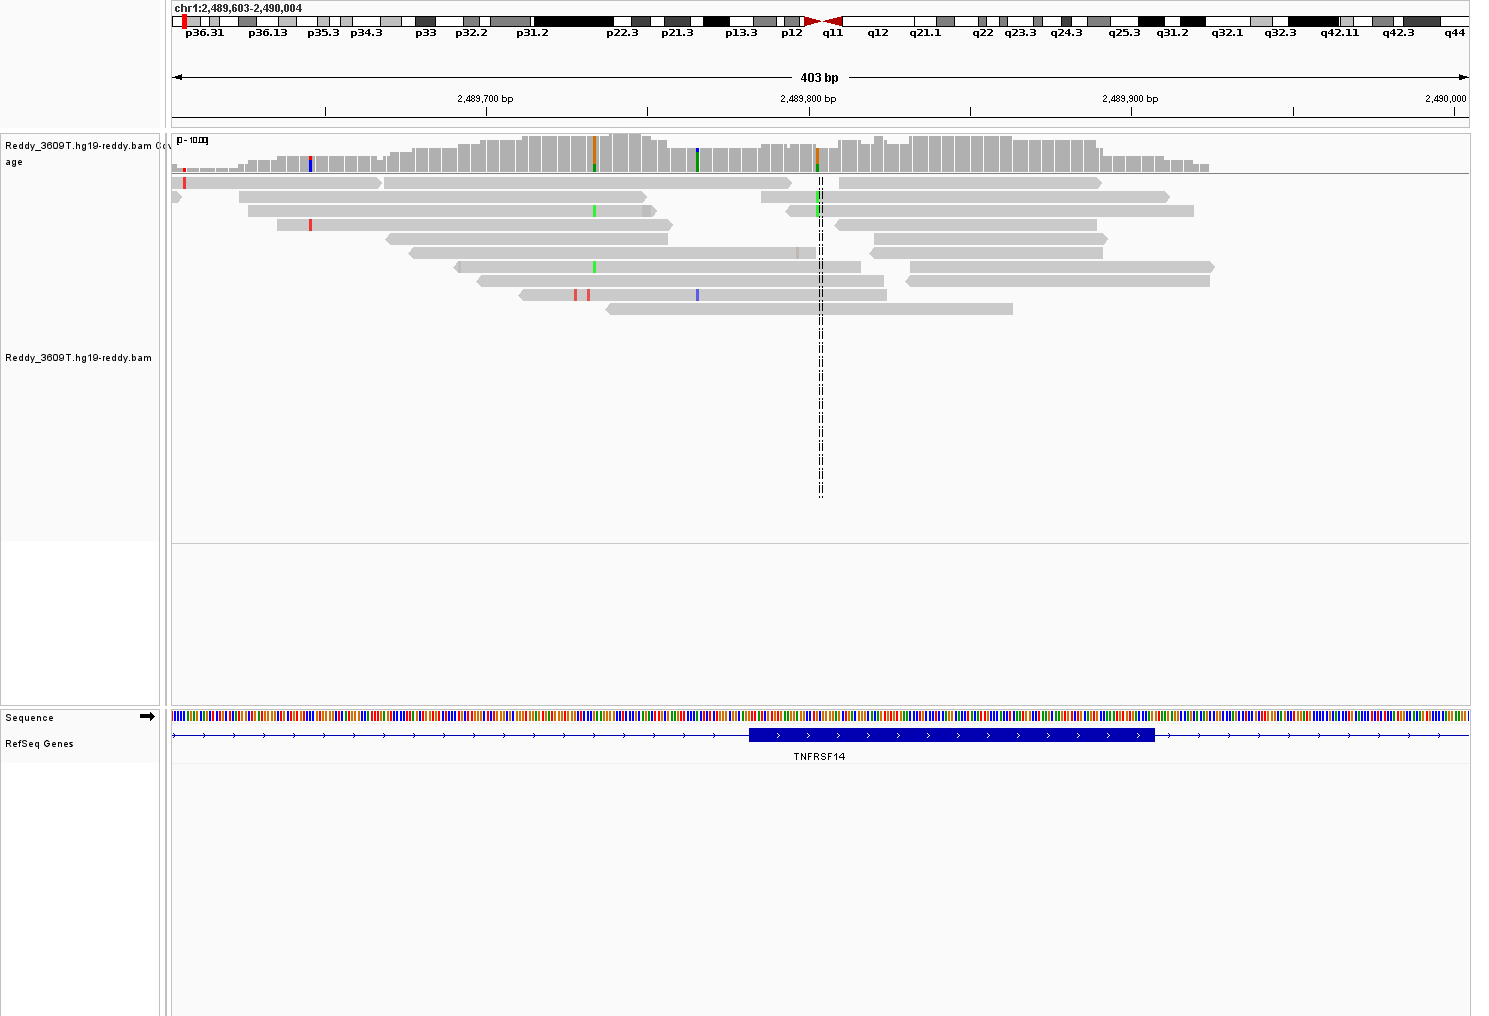 chr1:2,489,603-2,490,004
p36.31 p36.13 p35.3 p34.3 p33 p32.2 p31.2 p22.3 p21.3 p13.3 p12 q11 q12 q21.1 q22 q23.3 q24.3 q25.3 q31.2 q32.1 q32.3 q42.11 q42.3 q44
403 bp
2,489,700 bp 2,489,800 bp 2,489,900 bp 2,490,000
Reddy_3609T.hg19-reddy.bam Cov
age
[0 - 10.00]
Reddy_3609T.hg19-reddy.bam
Sequence
RefSeq Genes
TNFRSF14